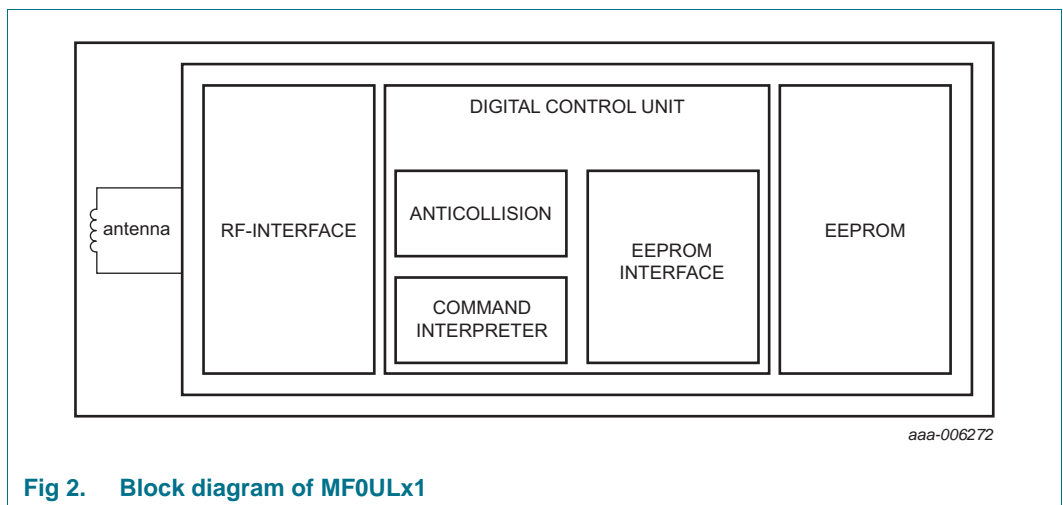 antenna
RF-INTERFACE
DIGITAL CONTROL UNIT
ANTICOLLISION
COMMAND
INTERPRETER
EEPROM
INTERFACE
EEPROM
aaa-006272
Fig 2. Block diagram of MF0ULx1